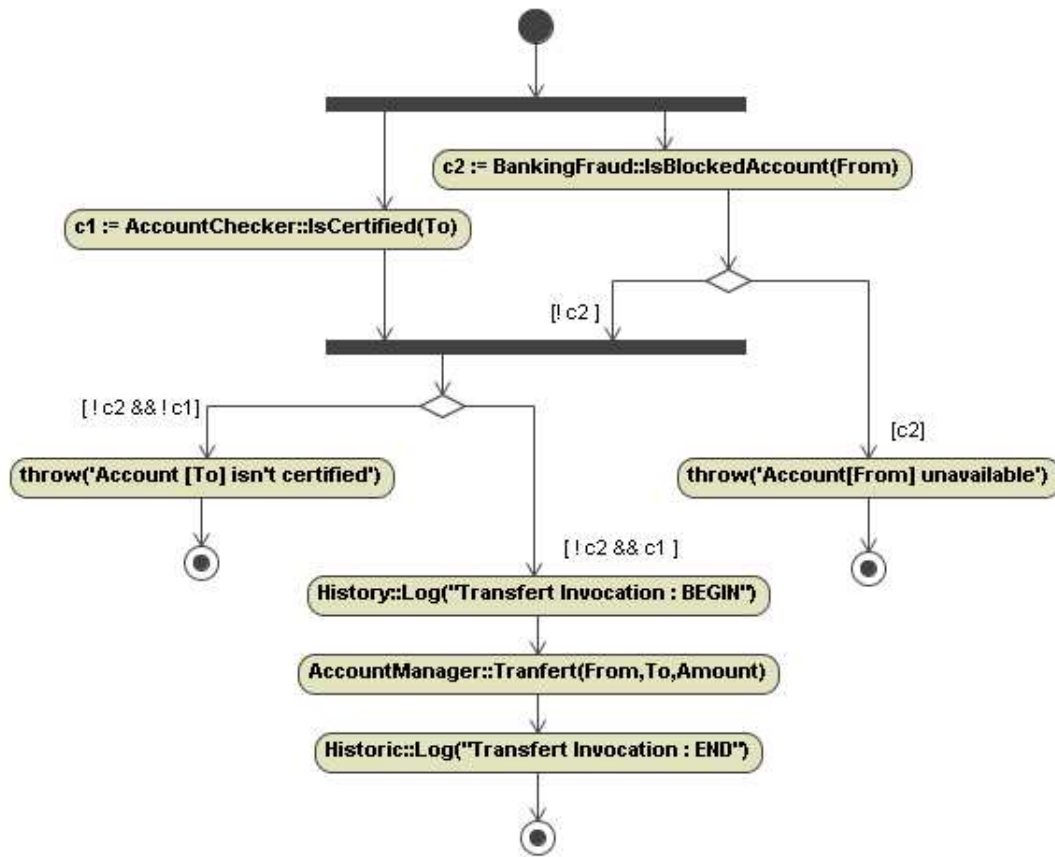 c2 := BankingFraud::IsBlockedAccount(From)
c1 := AccountChecker::IsCertified(To)
[! c2 ]
[ ! c2 && ! c1]
[c2]
throw('Account [To] isn't certified')
throw('Account[From] unavailable')
[ ! c2 && c1 ]
History::Log("Transfert Invocation : BEGIN")
AccountManager::Tranfert(From,To,Amount)
Historic::Log("Transfert Invocation : END")